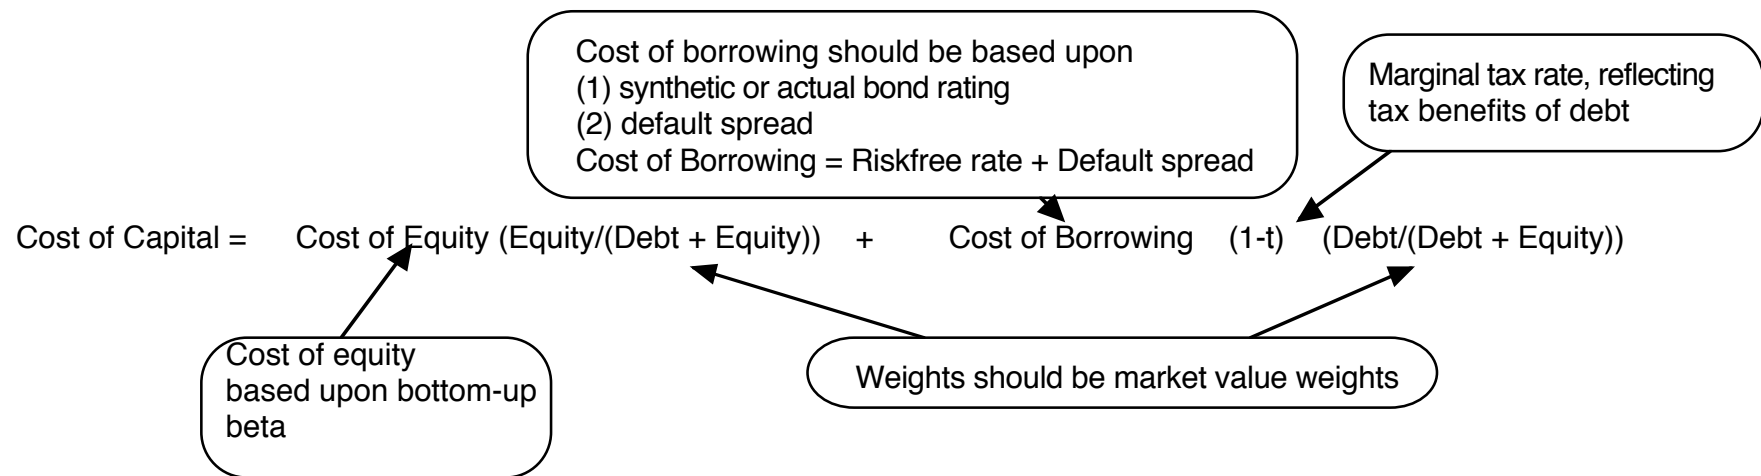 Cost of borrowing should be based upon
(1) synthetic or actual bond rating
(2) default spread
Cost of Borrowing = Riskfree rate + Default spread
Marginal tax rate, reflecting
tax benefits of debt
Cost of Capital = Cost of Equity (Equity/(Debt + Equity)) + Cost of Borrowing (1-t) (Debt/(Debt + Equity))
Cost of equity
based upon bottom-up
beta
Weights should be market value weights